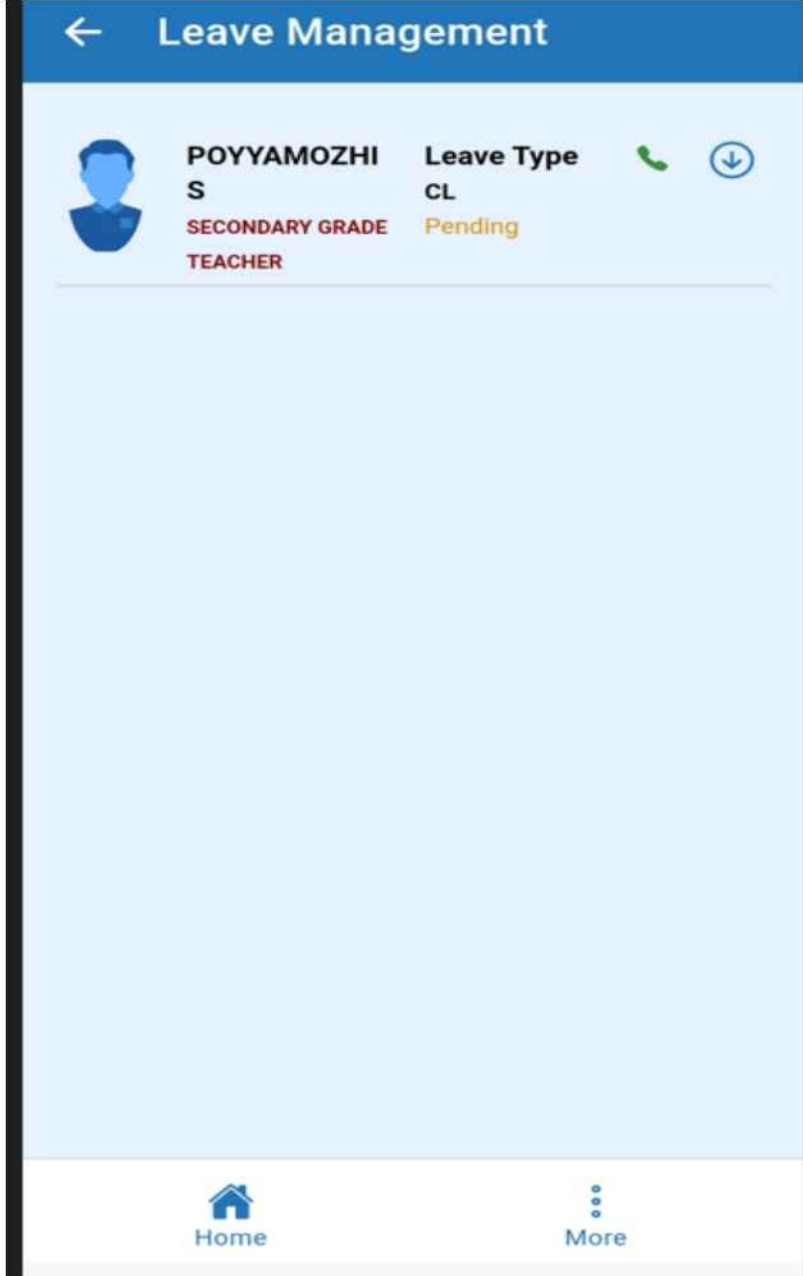 Leave Management
POYYAMOZHI
S
SECONDARY GRADE
TEACHER
Leave Type
CL
Pending
Home
More